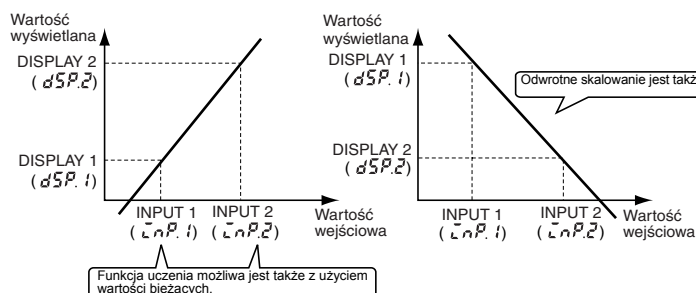 Wartość
wyświetlana
DISPLAY 2
(dSP.2)
DISPLAY 1
(dSP.1)
INPUT 1
(inP.1)
INPUT 2
(inP.2)
Wartość
wejściowa
Funkcja uczenia możliwa jest także z użyciem
wartości bieżących.
Wartość
wyświetlana
DISPLAY 1
(dSP.1)
DISPLAY 2
(dSP.2)
Odwrotne skalowanie jest
INPUT 1
(inP.1)
INPUT 2
(inP.2)
Wartość
wejściowa